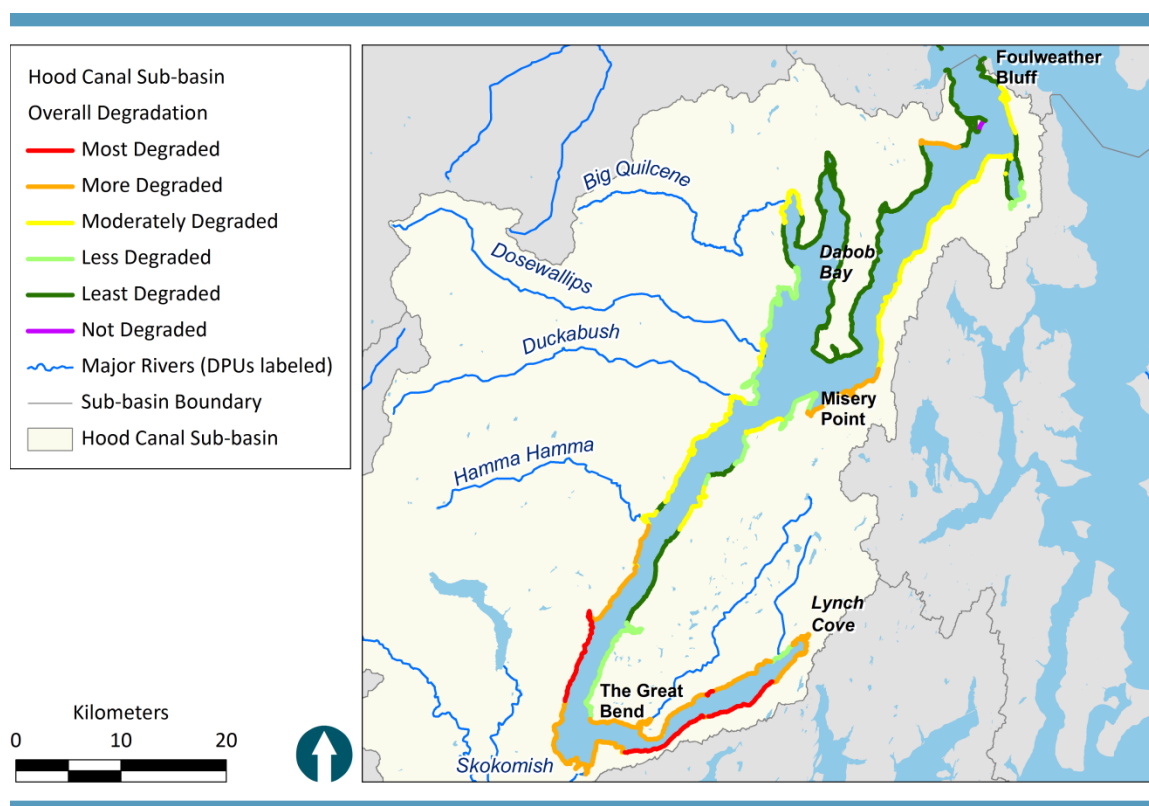 Hood Canal Sub-basin
Overall Degradation
Most Degraded
More Degraded
Moderately Degraded
Less Degraded
Least Degraded
Not Degraded
Major Rivers (DPUs labeled)
Sub-basin Boundary
Hood Canal Sub-basin
Kilometers
0 10 20
Foulweather
Bluff
Big Quilcene
Dosewallips
Dabob
Bay
Duckabush
Misery
Point
Hamma Hamma
Lynch
Cove
The Great
Bend
Skokomish